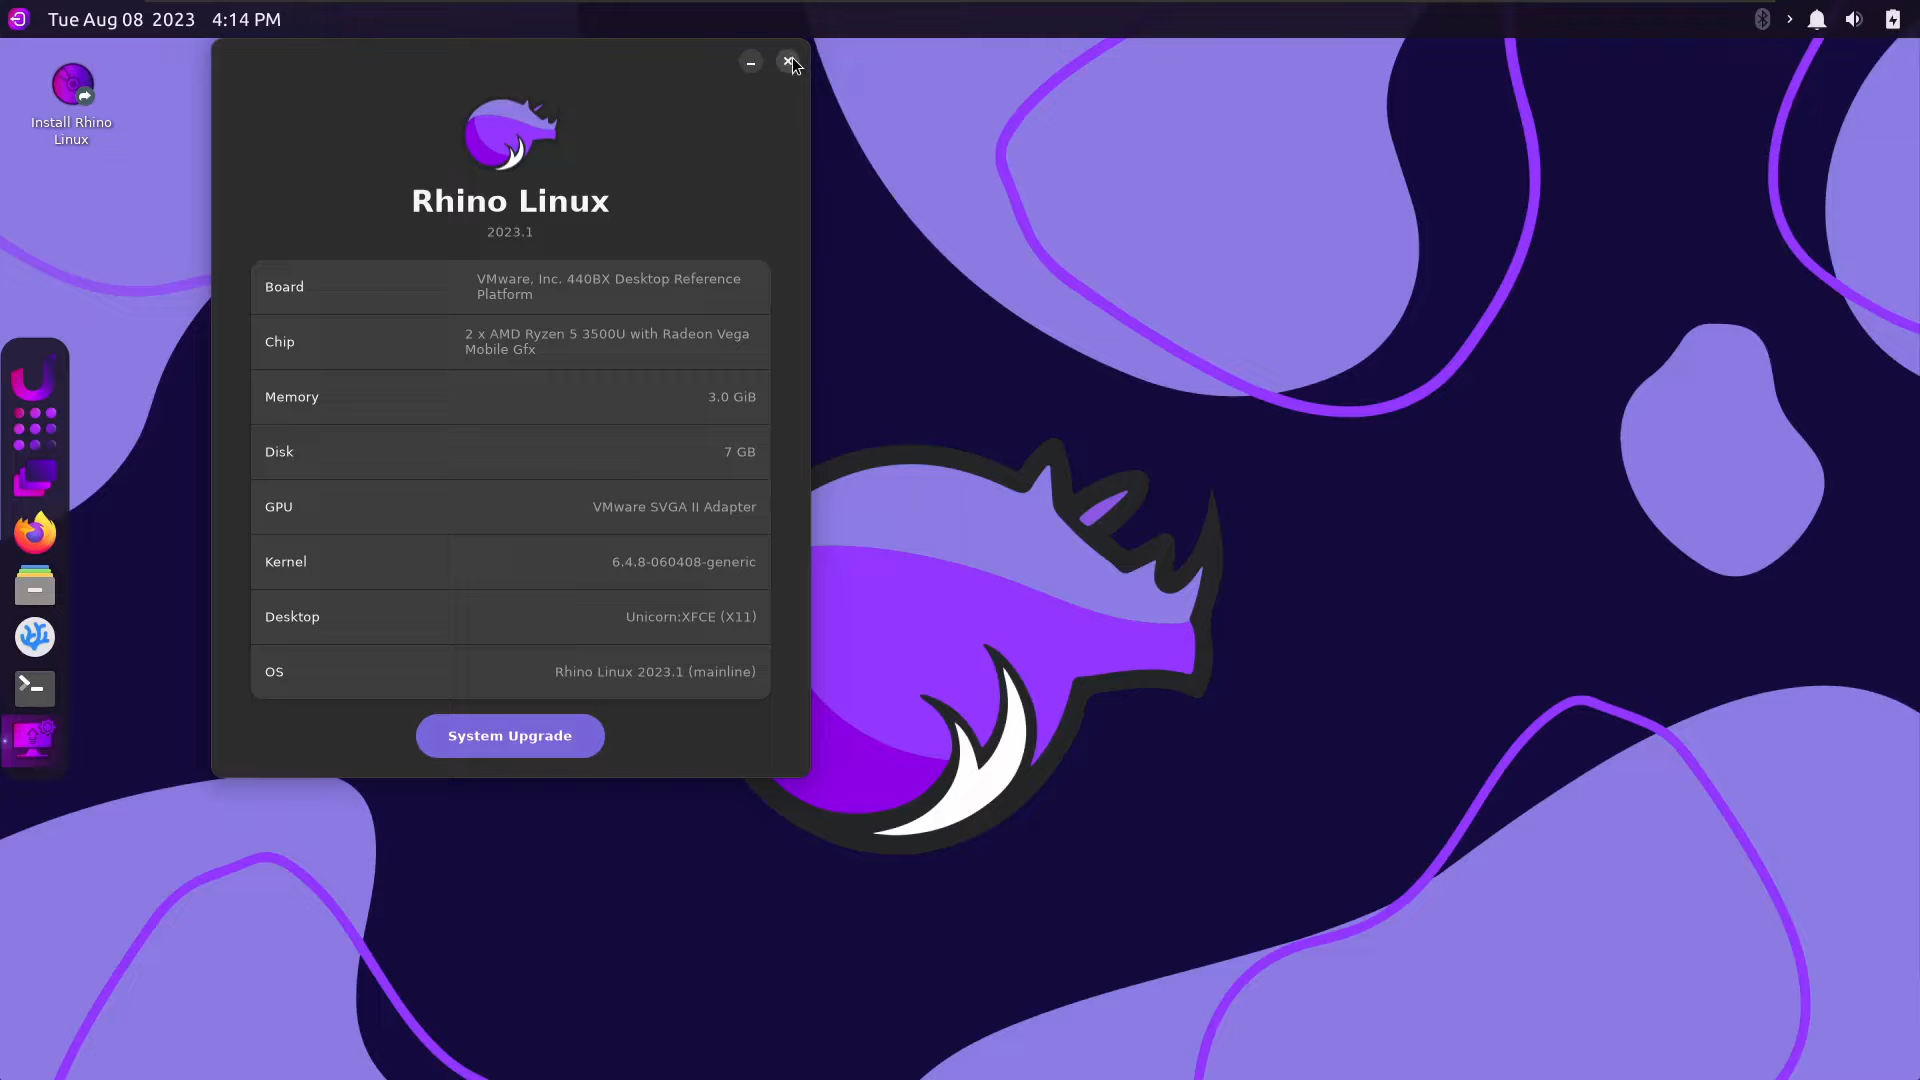 Tue Aug 08 2023 4:14 PM
Install Rhino
Linux
Rhino Linux
2023.1
Board
VMware, Inc. 440BX Desktop Reference
Platform
Chip
2 x AMD Ryzen 5 3500U with Radeon Vega
Mobile Gfx
Memory
3.0 GiB
Disk
7 GB
GPU
VMware SVGA II Adapter
Kernel
6.4.8-060408-generic
Desktop
Unicorn:XFCE (X11)
OS
Rhino Linux 2023.1 (mainline)
System Upgrade